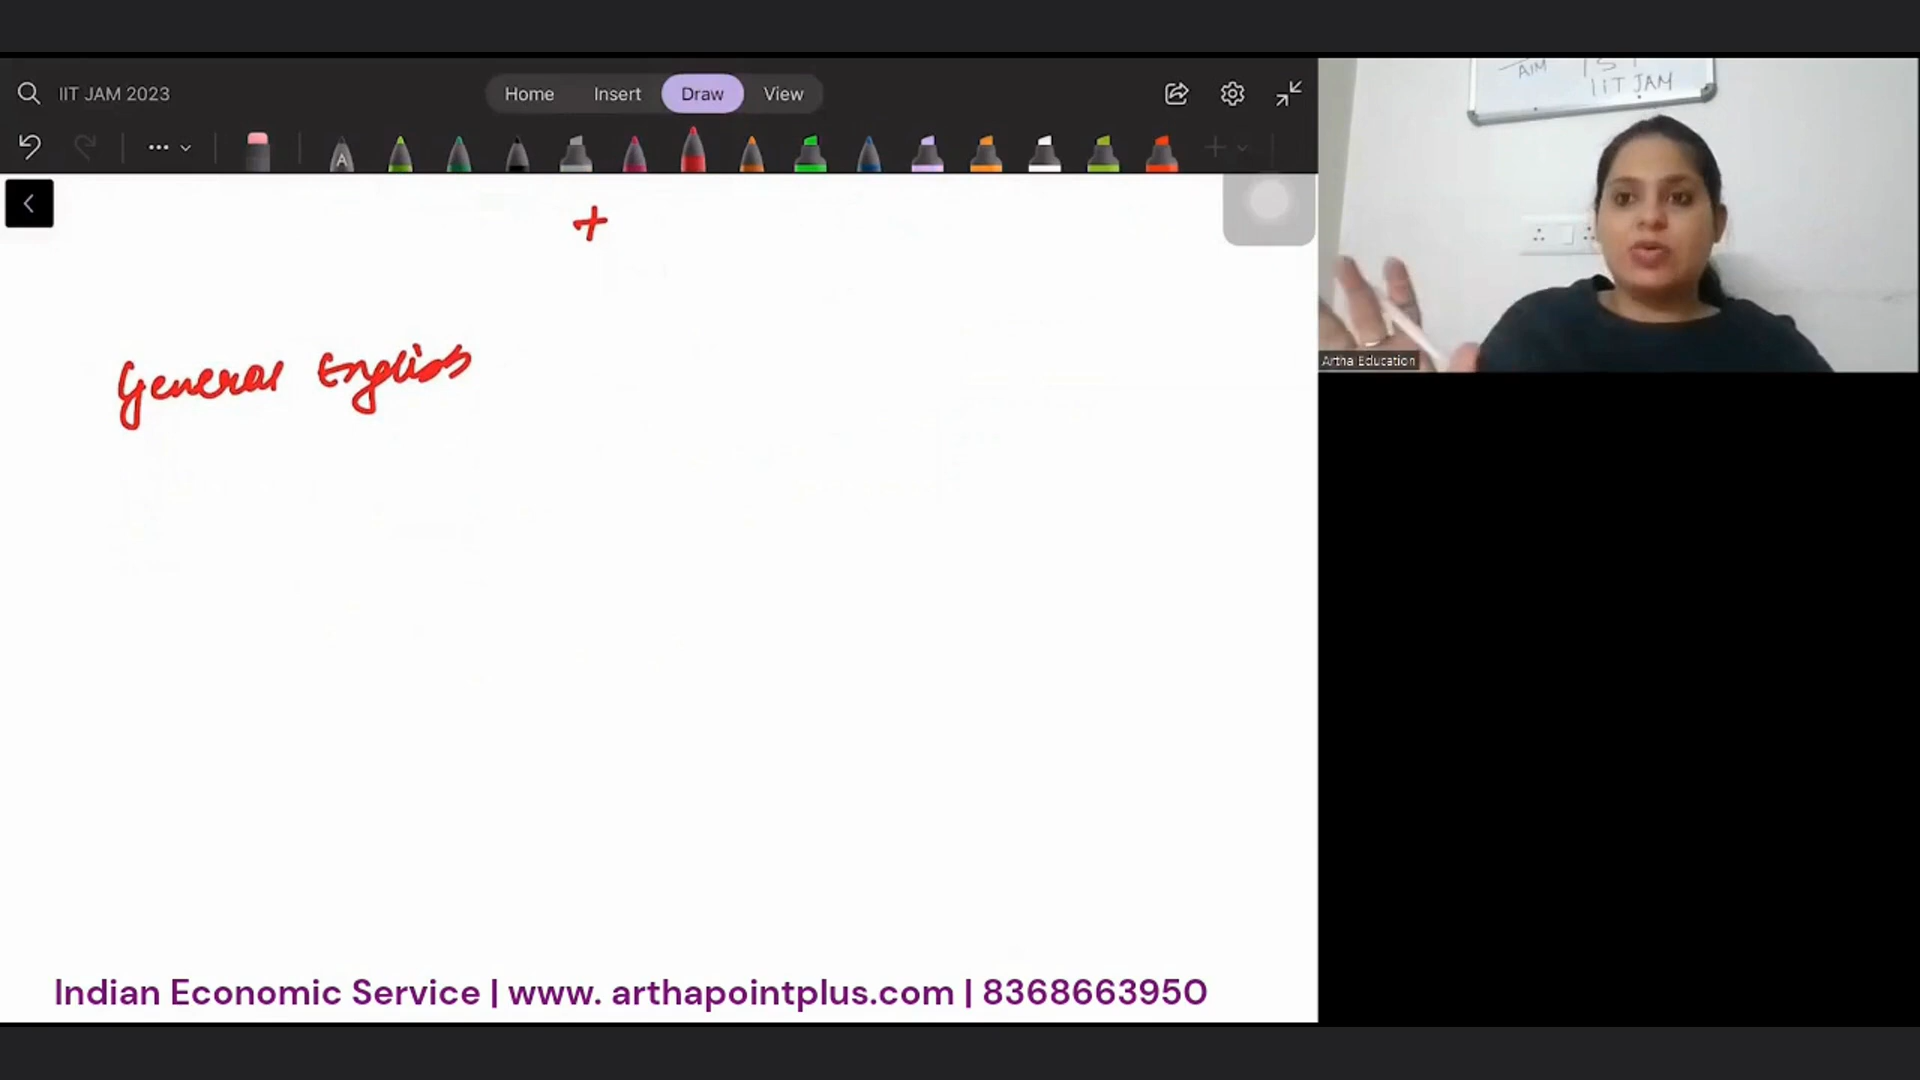 IIT JAM 2023
Home Insert Draw View
A
AIM
IIT JAM
+
General English
Artha Education
Indian Economic Service | www. arthapointplus.com | 8368663950